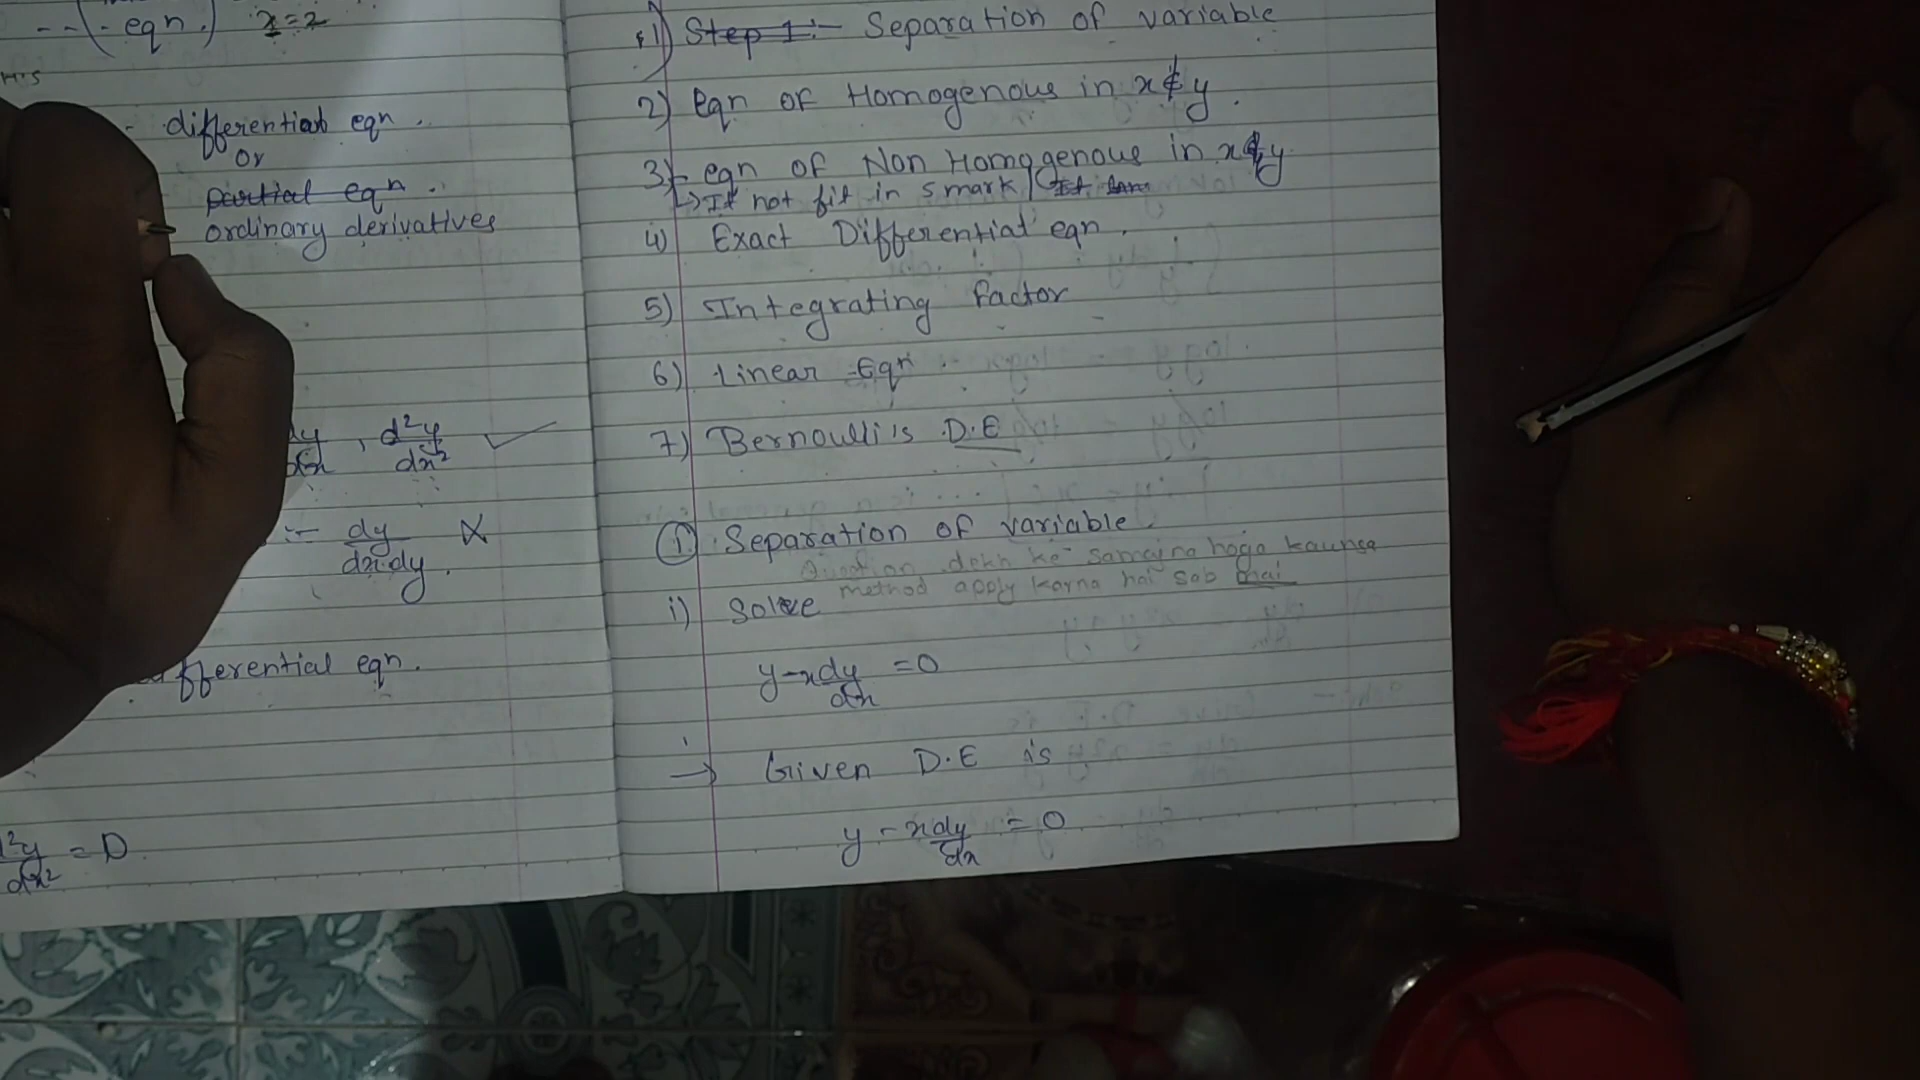 --(-eqn.) x=2
differential eqn.
or
partial eqn.
ordinary derivatives
dy/dx , d²y/dx²
:- dy/dx.dy.
fferential eqn.
d²y/dx² = 0
1) Step 1:- Separation of variable
2) eqn of Homogenous in x & y.
3) eqn of Non Homogenous in x & y
↳ If not fit in 5 mark
4) Exact Differential eqn.
5) Integrating factor
6) Linear Eqn.
7) Bernoulli's D.E
① Separation of variable
Question dekh ke samajna hoga kaunsa
method apply karna hai sab mai
i) Solve
y-x dy/dx =0
→ Given D.E is
y - x dy/dx = 0